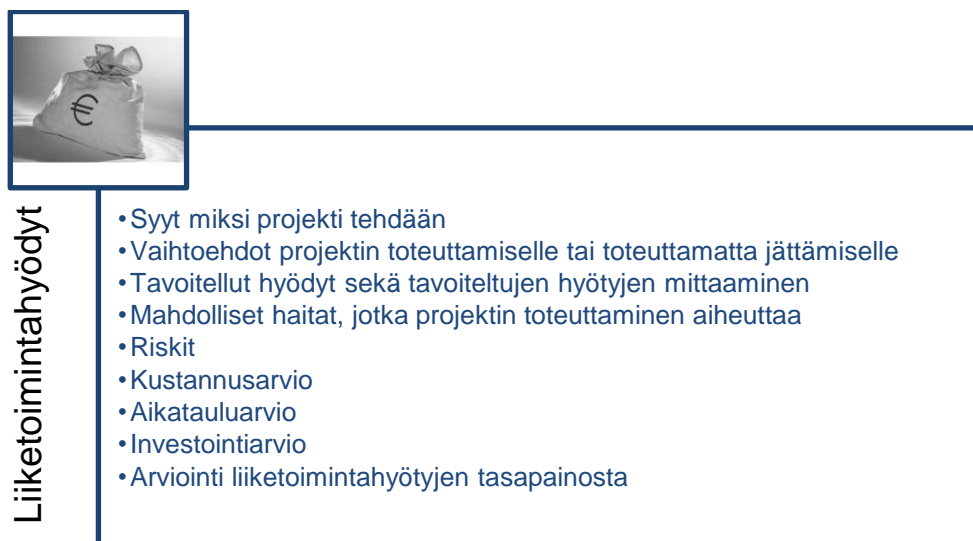 €
Liiketoimintahyödyt
•Syyt miksi projekti tehdään
•Vaihtoehdot projektin toteuttamiselle tai toteuttamatta jättämiselle
•Tavoitellut hyödyt sekä tavoiteltujen hyötyjen mittaaminen
•Mahdolliset haitat, jotka projektin toteuttaminen aiheuttaa
•Riskit
•Kustannusarvio
•Aikatauluarvio
•Investointiarvio
•Arviointi liiketoimintahyötyjen tasapainosta